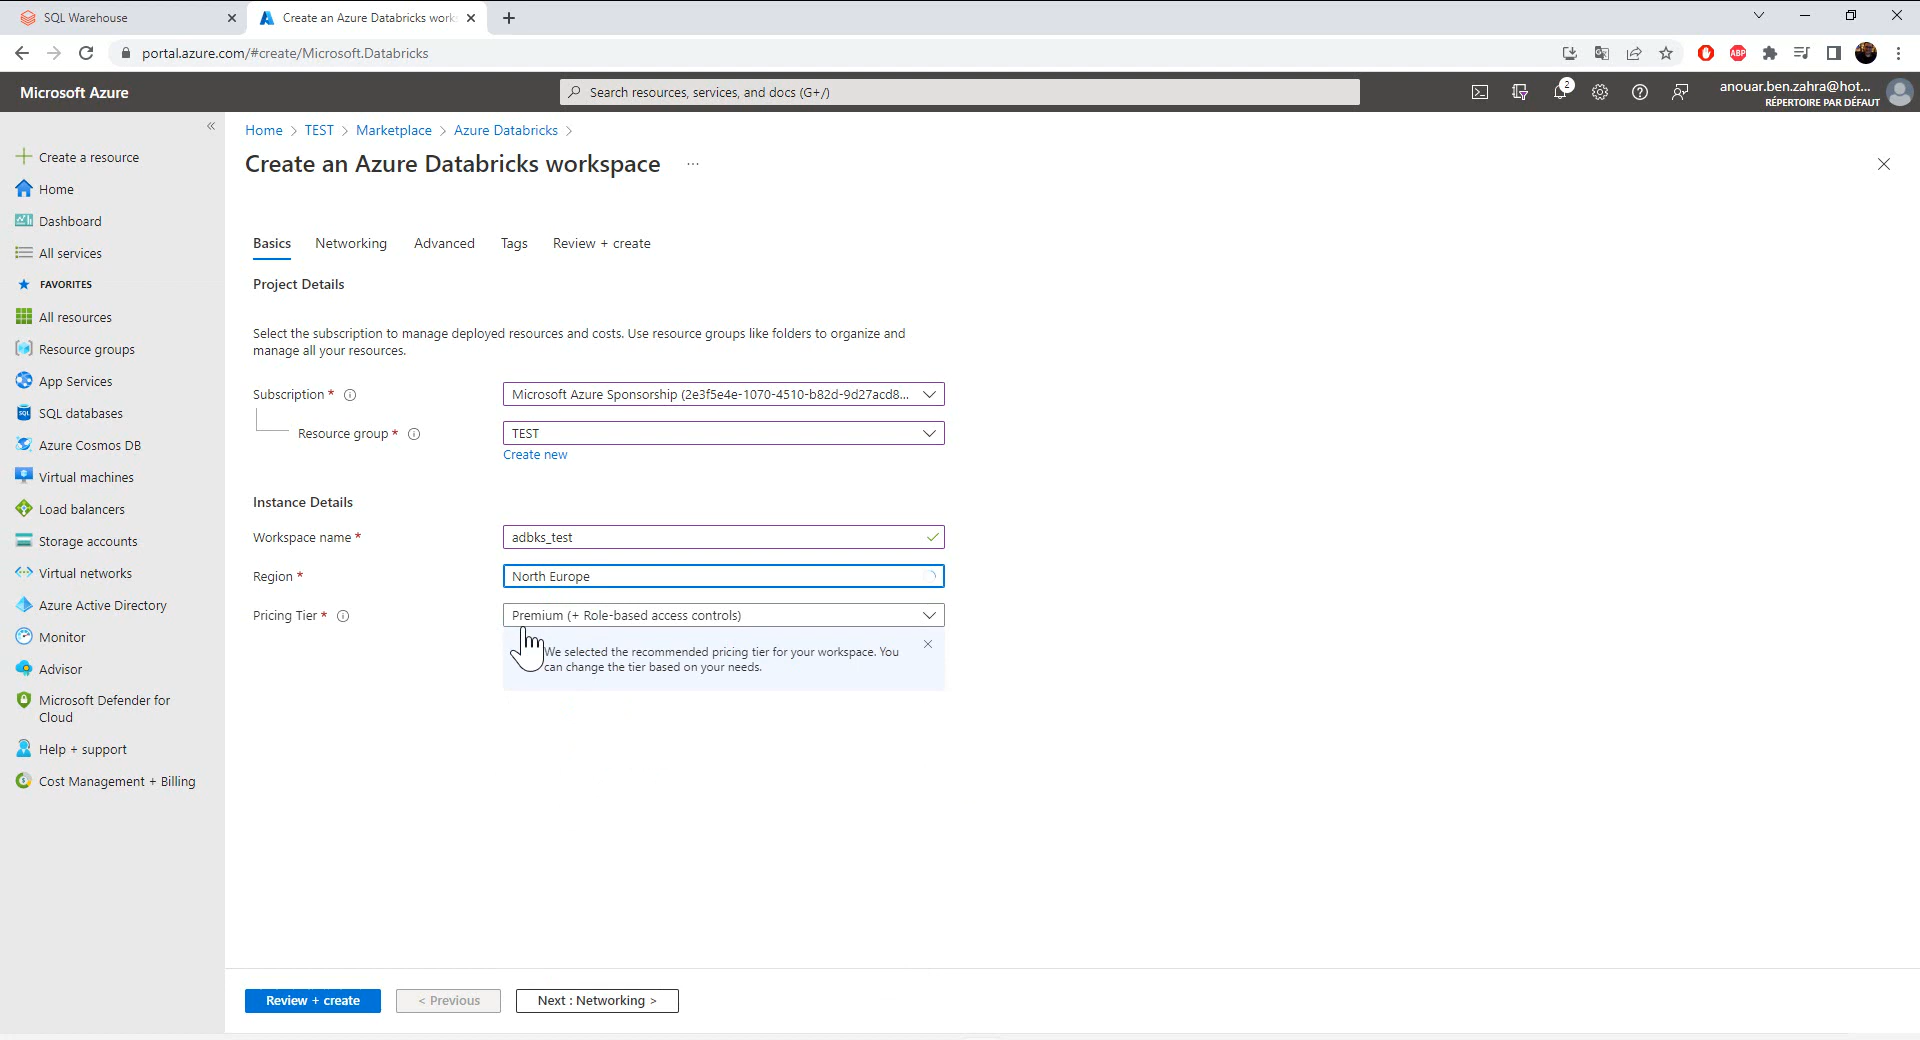 SQL Warehouse
Create an Azure Databricks work
portal.azure.com/#create/Microsoft.Databricks
ABP
Microsoft Azure
Search resources, services, and docs (G+/)
2
anouar.ben.zahra@hot...
RÉPERTOIRE PAR DÉFAUT
Create a resource
Home
Dashboard
All services
FAVORITES
All resources
Resource groups
App Services
SQL databases
Azure Cosmos DB
Virtual machines
Load balancers
Storage accounts
Virtual networks
Azure Active Directory
Monitor
Advisor
Microsoft Defender for
Cloud
Help + support
Cost Management + Billing
Home > TEST > Marketplace > Azure Databricks >
Create an Azure Databricks workspace ...
Basics Networking Advanced Tags Review + create
Project Details
Select the subscription to manage deployed resources and costs. Use resource groups like folders to organize and
manage all your resources.
Subscription *
Microsoft Azure Sponsorship (2e3f5e4e-1070-4510-b82d-9d27acd8...
Resource group *
TEST
Create new
Instance Details
Workspace name *
adbks_test
Region *
North Europe
Pricing Tier *
Premium (+ Role-based access controls)
We selected the recommended pricing tier for your workspace. You
can change the tier based on your needs.
Review + create
< Previous
Next : Networking >